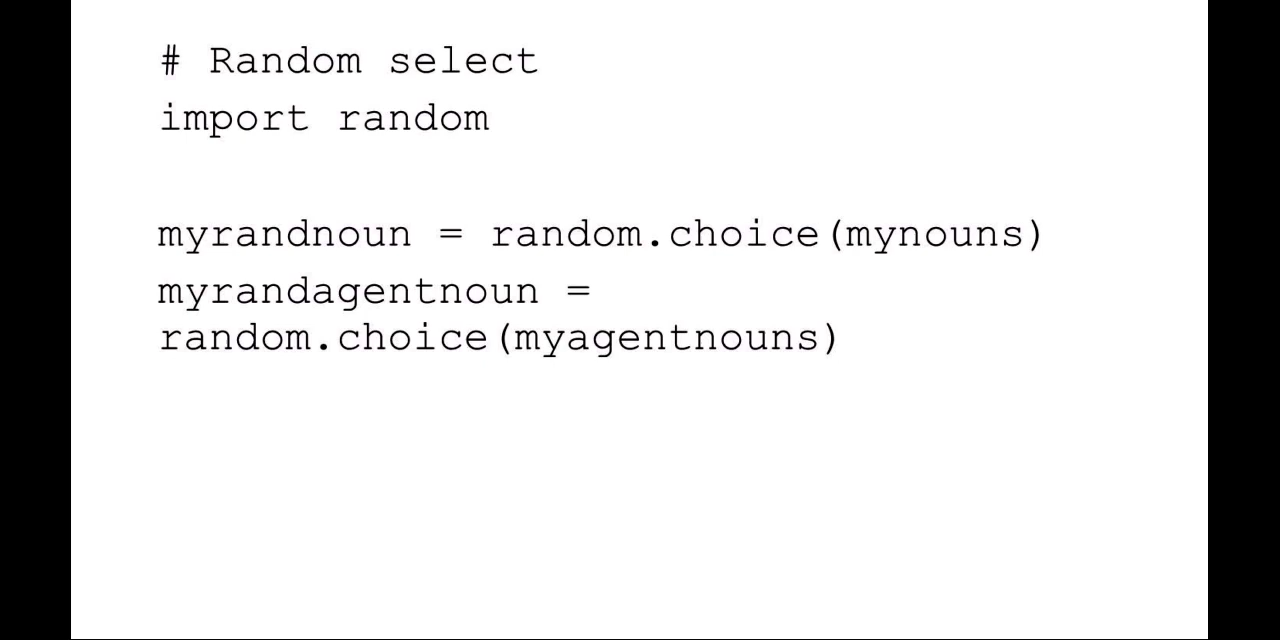 # Random select
import random
myrandnoun = random.choice(mynouns)
myrandagentnoun =
random.choice(myagentnouns)